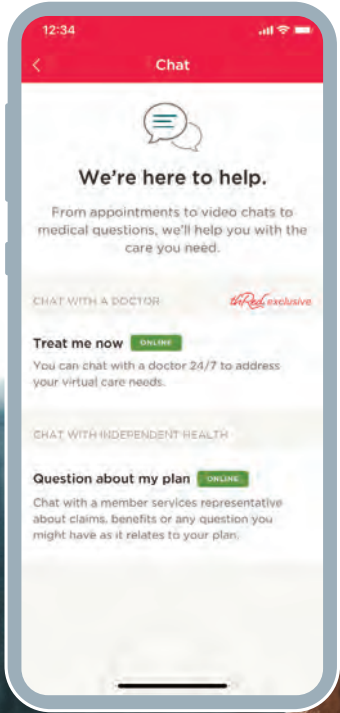 12:34
Chat
We're here to help.
From appointments to video chats to
medical questions, we'll help you with the
care you need.
CHAT WITH A DOCTOR theRed exclusive
Treat me now ONLINE
You can chat with a doctor 24/7 to address
your virtual care needs.
CHAT WITH INDEPENDENT HEALTH
Question about my plan ONLINE
Chat with a member services representative
about claims, benefits or any question you
might have as it relates to your plan.